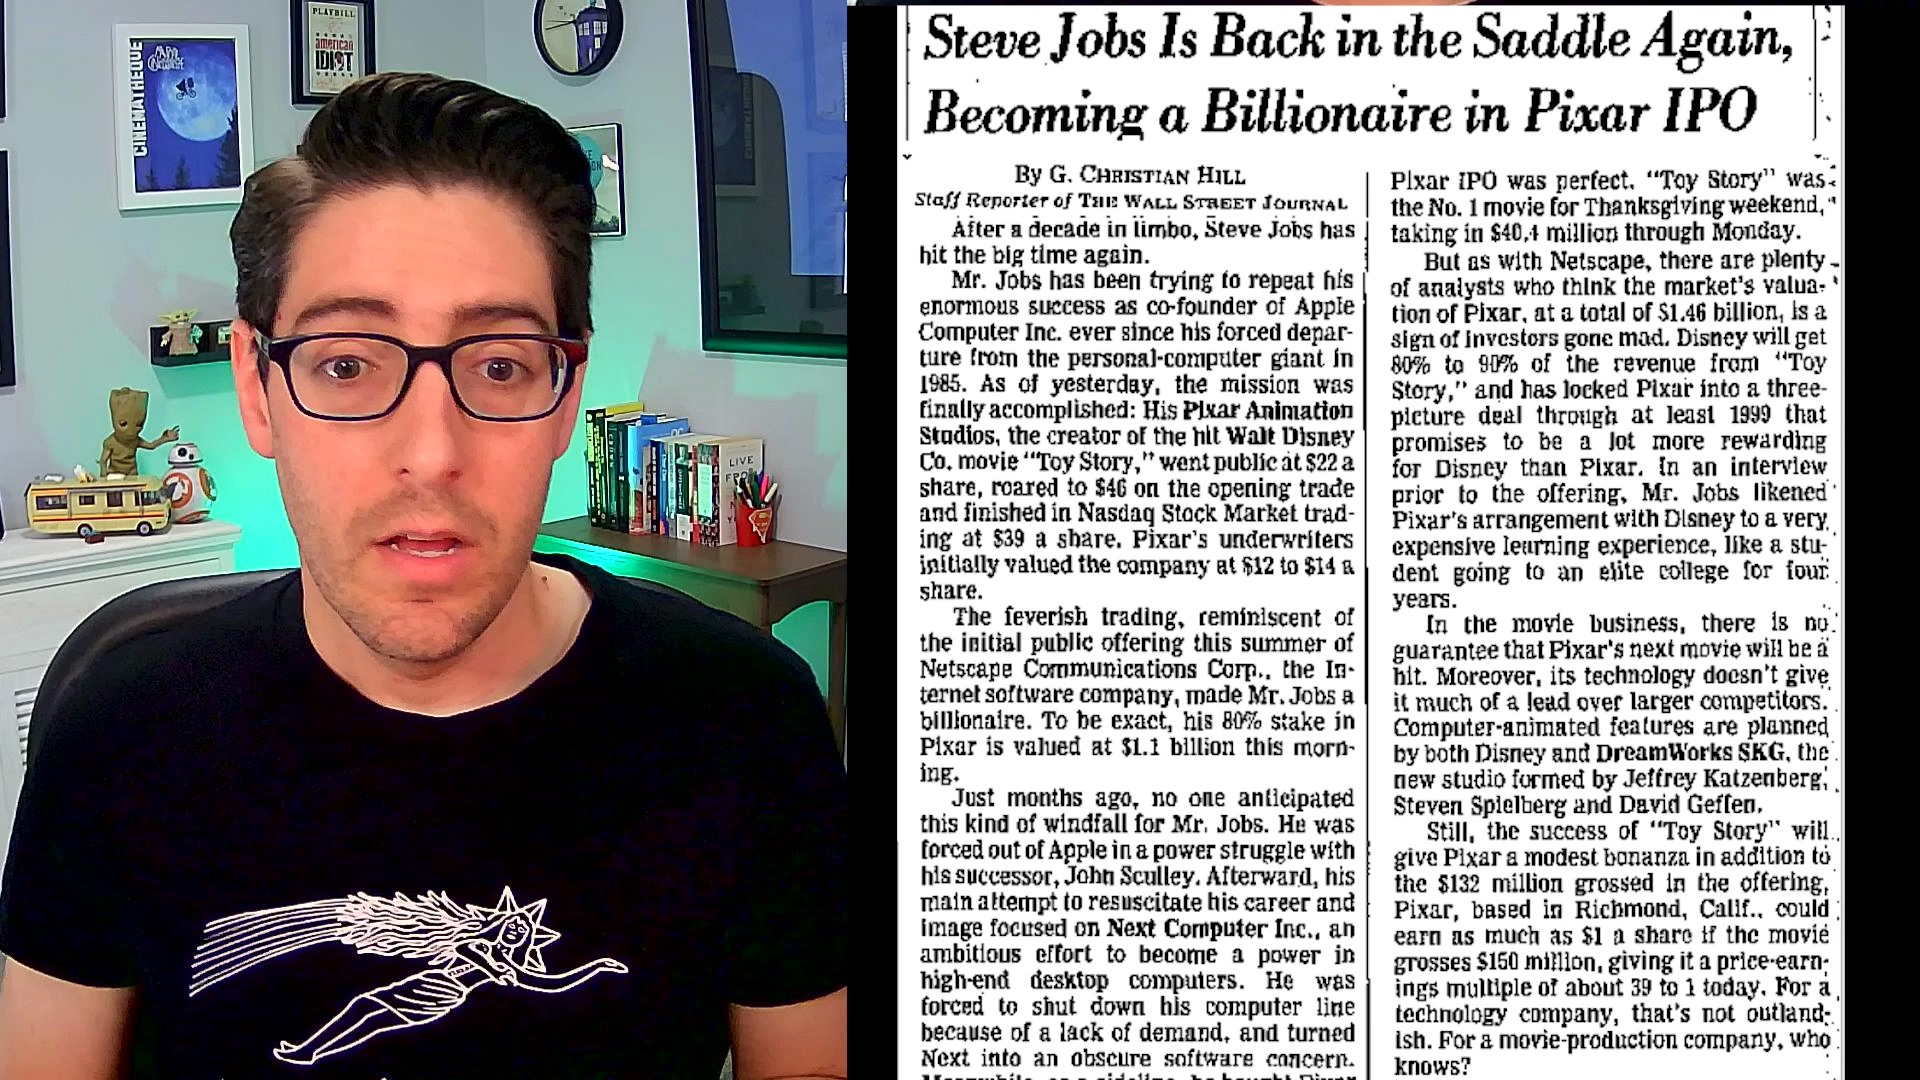 PLAYBILL
american
IDIOT
CINEMATHEQUE
LIVE
Steve Jobs Is Back in the Saddle Again,
Becoming a Billionaire in Pixar IPO
By G. CHRISTIAN HILL
Staff Reporter of THE WALL STREET JOURNAL
After a decade in limbo, Steve Jobs has
hit the big time again.
Mr. Jobs has been trying to repeat his
enormous success as co-founder of Apple
Computer Inc. ever since his forced depar-
ture from the personal-computer giant in
1985. As of yesterday, the mission was
finally accomplished: His Pixar Animation
Studios, the creator of the hit Walt Disney
Co. movie "Toy Story," went public at $22 a
share, roared to $46 on the opening trade
and finished in Nasdaq Stock Market trad-
ing at $39 a share. Pixar's underwriters
initially valued the company at $12 to $14 a
share.
The feverish trading, reminiscent of
the initial public offering this summer of
Netscape Communications Corp., the In-
ternet software company, made Mr. Jobs a
billionaire. To be exact, his 80% stake in
Pixar is valued at $1.1 billion this morn-
ing.
Just months ago, no one anticipated
this kind of windfall for Mr. Jobs. He was
forced out of Apple in a power struggle with
his successor, John Sculley. Afterward, his
main attempt to resuscitate his career and
image focused on Next Computer Inc., an
ambitious effort to become a power in
high-end desktop computers. He was
forced to shut down his computer line
because of a lack of demand, and turned
Next into an obscure software concern.
Meanwhile, as a sideline, he bought Pixar
Pixar IPO was perfect. "Toy Story" was
the No. 1 movie for Thanksgiving weekend,
taking in $40.4 million through Monday.
But as with Netscape, there are plenty
of analysts who think the market's valua-
tion of Pixar, at a total of $1.46 billion, is a
sign of investors gone mad. Disney will get
80% to 90% of the revenue from "Toy
Story," and has locked Pixar into a three-
picture deal through at least 1999 that
promises to be a lot more rewarding
for Disney than Pixar. In an interview
prior to the offering, Mr. Jobs likened
Pixar's arrangement with Disney to a very
expensive learning experience, like a stu-
dent going to an elite college for four
years.
In the movie business, there is no
guarantee that Pixar's next movie will be a
hit. Moreover, its technology doesn't give
it much of a lead over larger competitors.
Computer-animated features are planned
by both Disney and DreamWorks SKG, the
new studio formed by Jeffrey Katzenberg,
Steven Spielberg and David Geffen.
Still, the success of "Toy Story" will
give Pixar a modest bonanza in addition to
the $132 million grossed in the offering.
Pixar, based in Richmond, Calif., could
earn as much as $1 a share if the movie
grosses $150 million, giving it a price-earn-
ings multiple of about 39 to 1 today. For a
technology company, that's not outland-
ish. For a movie-production company, who
knows?